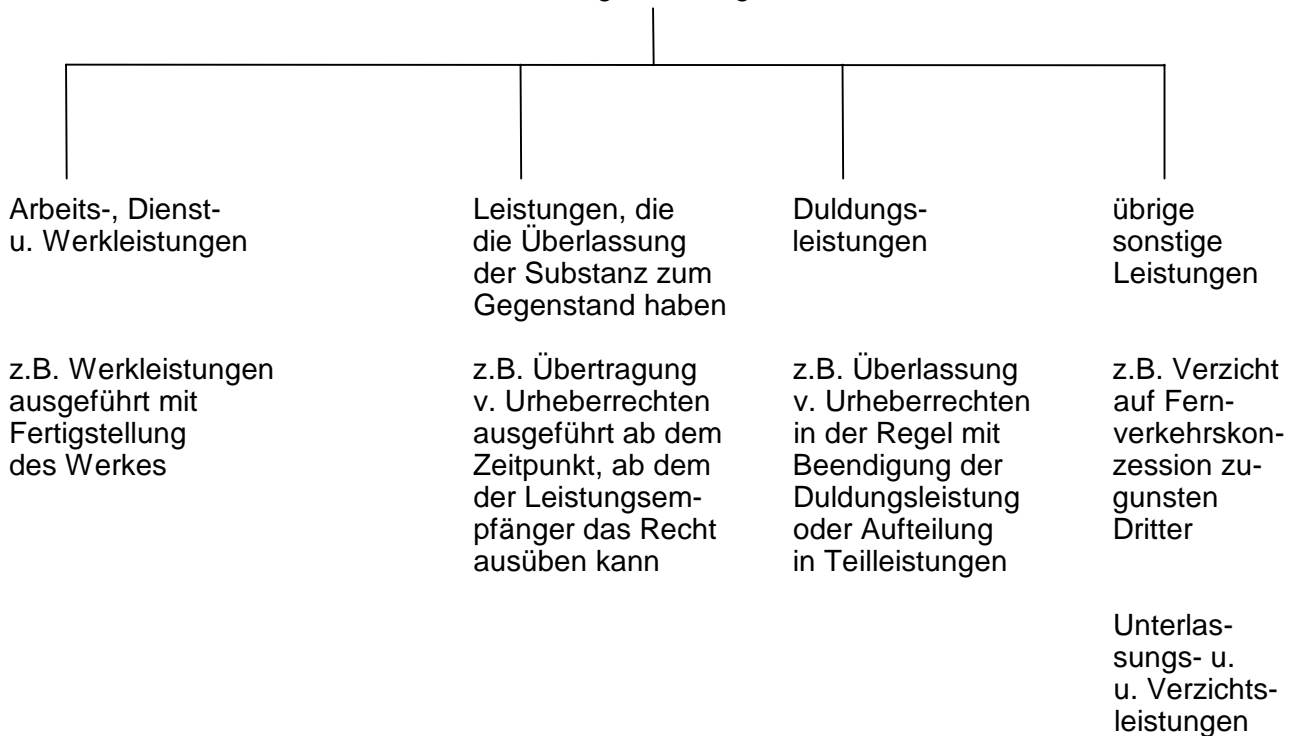 Arbeits-, Dienst-
u. Werkleistungen
z.B. Werkleistungen
ausgeführt mit
Fertigstellung
des Werkes
Leistungen, die
die Überlassung
der Substanz zum
Gegenstand haben
z.B. Übertragung
v. Urheberrechten
ausgeführt ab dem
Zeitpunkt, ab dem
der Leistungsem-
pfänger das Recht
ausüben kann
Duldungs-
leistungen
z.B. Überlassung
v. Urheberrechten
in der Regel mit
Beendigung der
Duldungsleistung
oder Aufteilung
in Teilleistungen
übrige
sonstige
Leistungen
z.B. Verzicht
auf Fern-
verkehrskon-
zession zu-
gunsten
Dritter
Unterlas-
sungs- u.
u. Verzichts-
leistungen